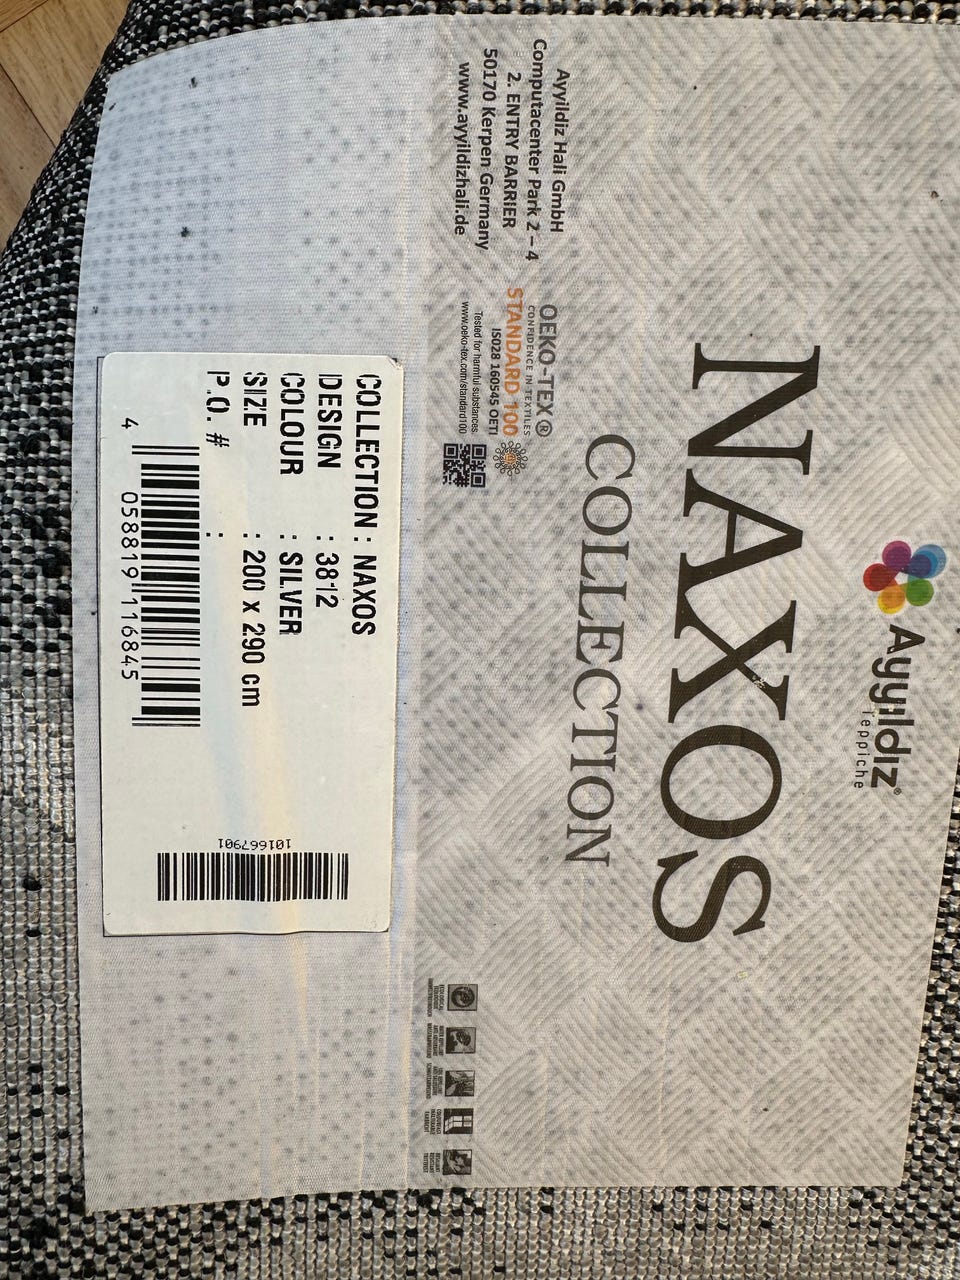 Ayyıldız®
Teppiche
NAXOS
COLLECTION
Ayyildiz Hali GmbH
Computacenter Park 2 – 4
2. ENTRY BARRIER
50170 Kerpen Germany
www.ayyildizhali.de
OEKO-TEX®
CONFIDENCE IN TEXTILES
STANDARD 100
IS028 160545 OETI
Tested for harmful substances.
www.oeko-tex.com/standard100
COLLECTION : NAXOS
DESIGN : 3812
COLOUR : SILVER
SIZE : 200 x 290 cm
P.O. # :
4 058819 116845
101667901